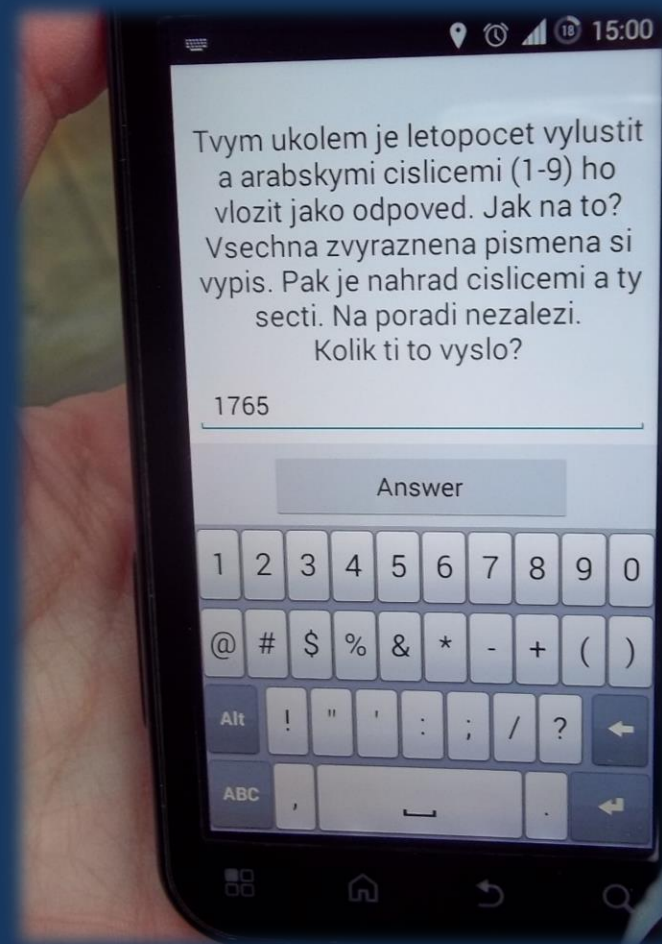 18 15:00
Tvym ukolem je letopocet vylustit
a arabskymi cislicemi (1-9) ho
vlozit jako odpoved. Jak na to?
Vsechna zvyraznena pismena si
vypis. Pak je nahrad cislicemi a ty
secti. Na poradi nezalezi.
Kolik ti to vyslo?
1765
Answer
1 2 3 4 5 6 7 8 9 0
@ # $ % & * - + ( )
Alt ! " ' : ; / ?
ABC , .